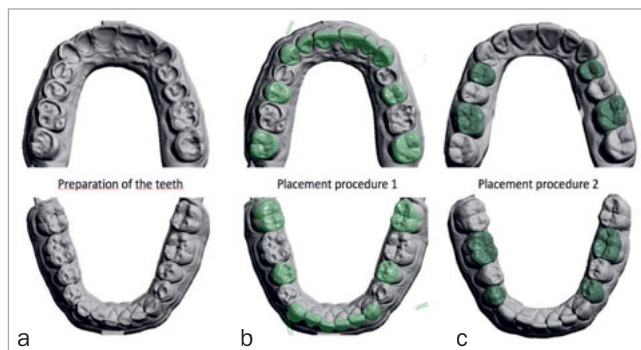 Preparation of the teeth
Placement procedure 1
Placement procedure 2
a
b
c